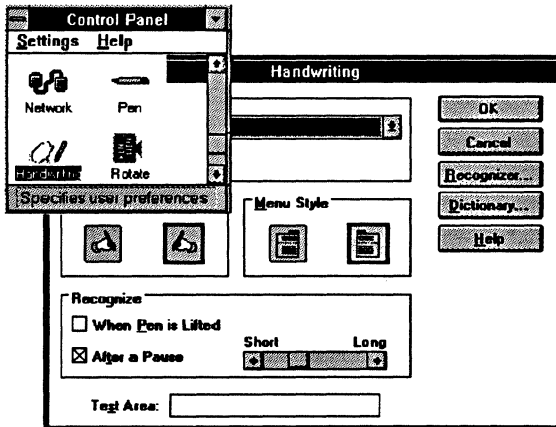 Control Panel
Settings Help
Network Pen
Handwriting Rotate
Specifies user preferences
Handwriting
OK
Cancel
Recognizer...
Dictionary...
Help
Menu Style
Recognize
When Pen is Lifted
After a Pause
Short Long
Test Area: